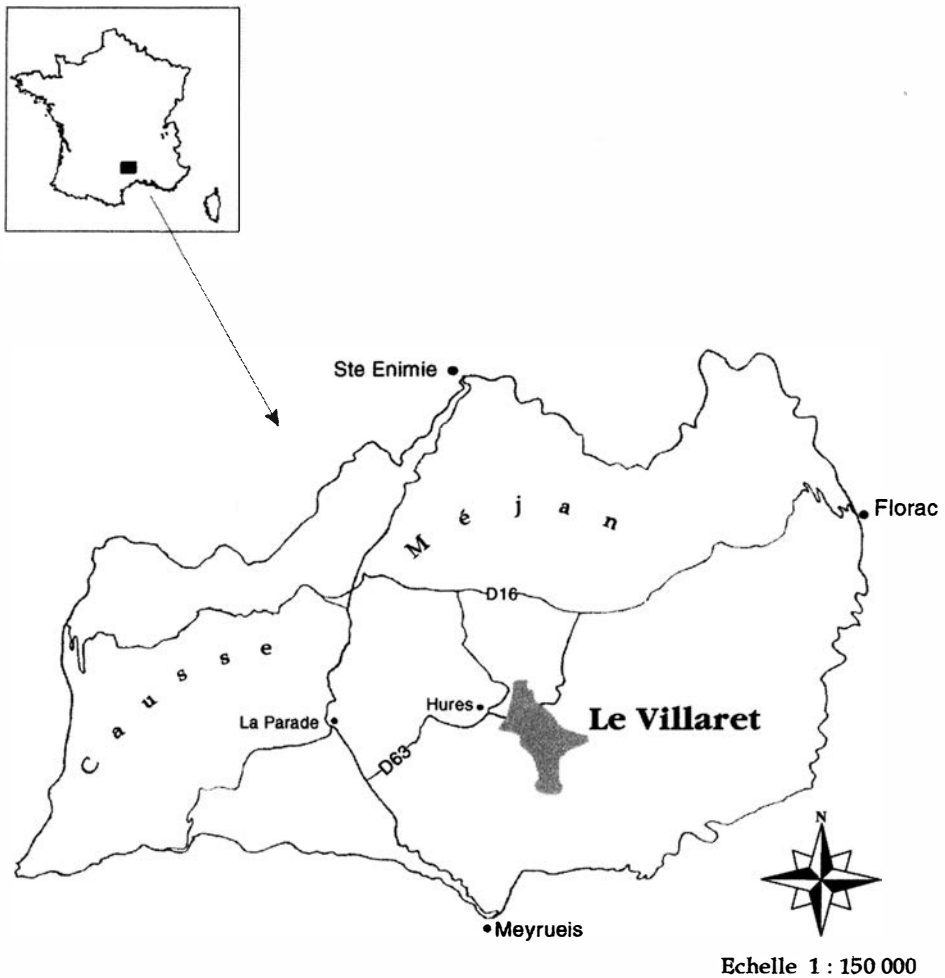 Ste Enimie
Méjan
Florac
D16
Causse
Hures
Le Villaret
La Parade
D63
N
Meyrueis
Echelle 1 : 150 000